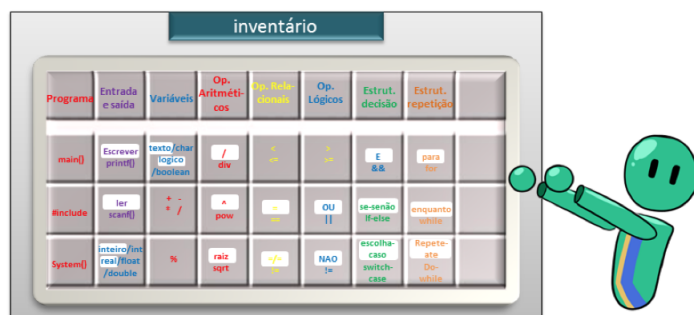 inventário
Programa Entrada e saída Variáveis Op. Aritméti-cos Op. Rela-cionais Op. Lógicos Estrut. decisão Estrut. repetição
main() Escrever printf() texto/char logico /boolean / div < <= > >= E && para for
#include ler scanf() + - * / ^ pow = == OU || se-senão If-else enquanto while
System() inteiro/int real/float /double % raiz sqrt -/- != NAO != escolha-caso switch-case Repete-ate Do-while